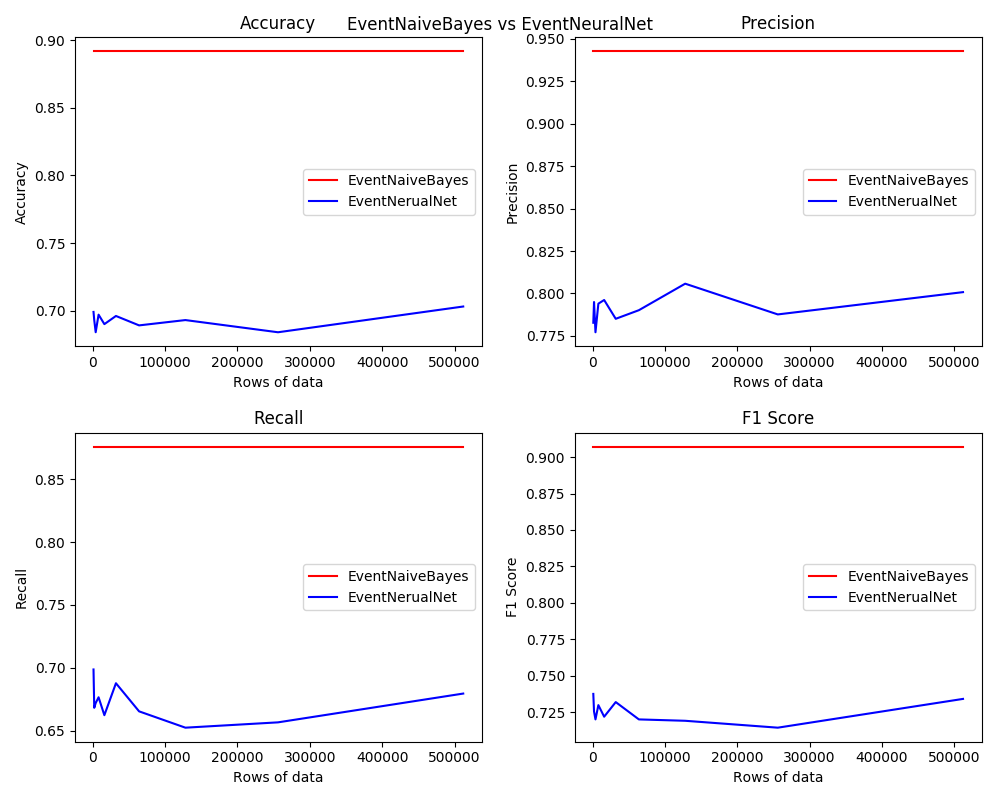 EventNaiveBayes vs EventNeuralNet
Accuracy
0.90
0.85
0.80
0.75
0.70
Accuracy
EventNaiveBayes
EventNerualNet
0 100000 200000 300000 400000 500000
Rows of data
Precision
0.950
0.925
0.900
0.875
0.850
0.825
0.800
0.775
Precision
EventNaiveBayes
EventNerualNet
0 100000 200000 300000 400000 500000
Rows of data
Recall
0.85
0.80
0.75
0.70
0.65
Recall
EventNaiveBayes
EventNerualNet
0 100000 200000 300000 400000 500000
Rows of data
F1 Score
0.900
0.875
0.850
0.825
0.800
0.775
0.750
0.725
F1 Score
EventNaiveBayes
EventNerualNet
0 100000 200000 300000 400000 500000
Rows of data